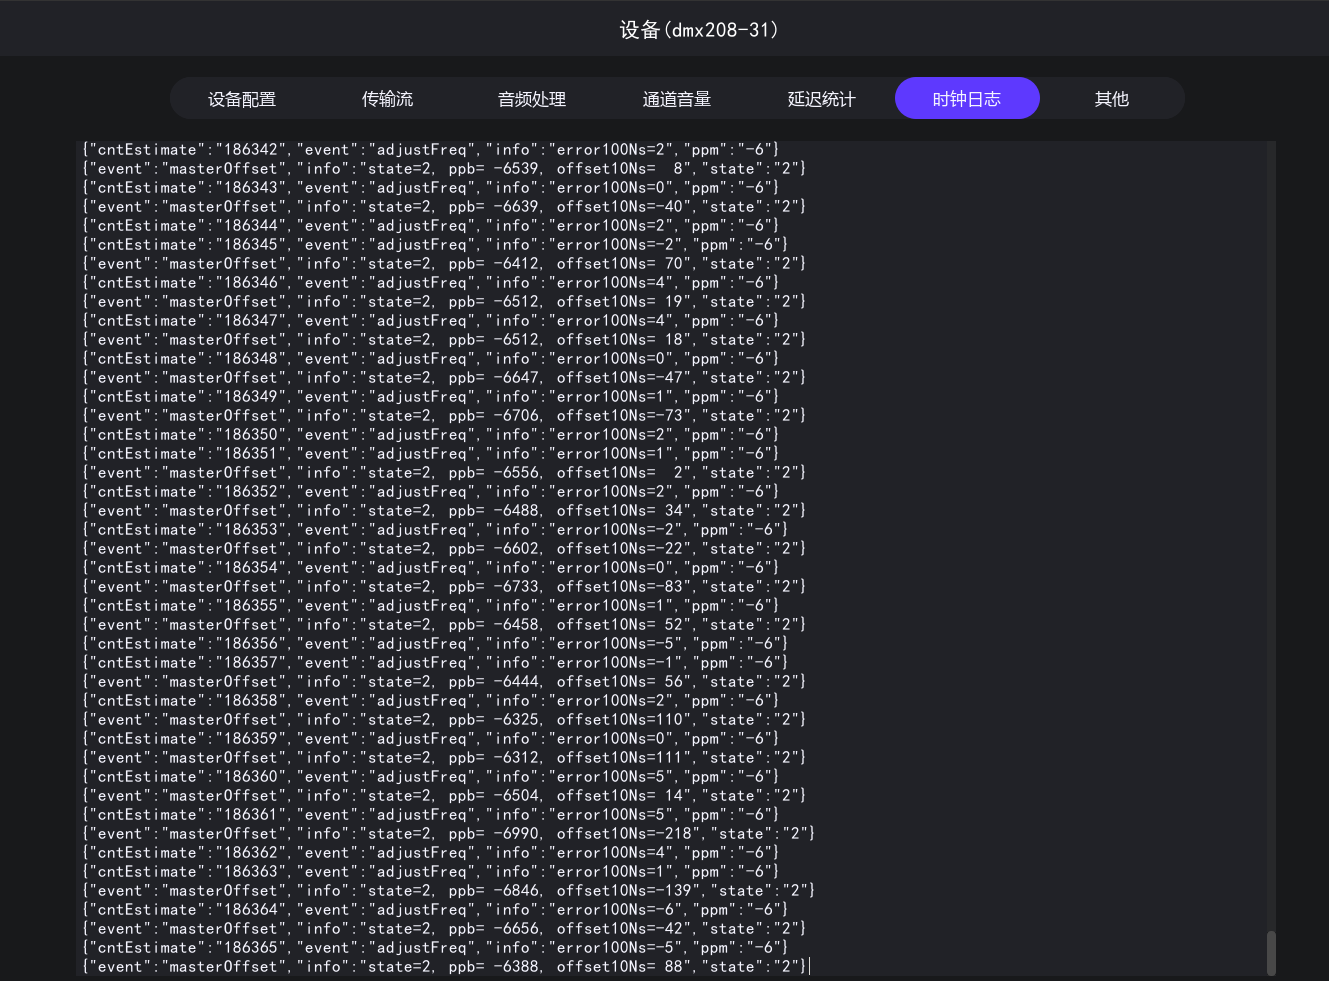 设备(dmx208-31)
设备配置 传输流 音频处理 通道音量 延迟统计 时钟日志 其他
{"cntEstimate":"186342","event":"adjustFreq","info":"error100Ns=2","ppm":"-6"}
{"event":"masterOffset","info":"state=2, ppb= -6539, offset10Ns=  8","state":"2"}
{"cntEstimate":"186343","event":"adjustFreq","info":"error100Ns=0","ppm":"-6"}
{"event":"masterOffset","info":"state=2, ppb= -6639, offset10Ns=-40","state":"2"}
{"cntEstimate":"186344","event":"adjustFreq","info":"error100Ns=2","ppm":"-6"}
{"cntEstimate":"186345","event":"adjustFreq","info":"error100Ns=-2","ppm":"-6"}
{"event":"masterOffset","info":"state=2, ppb= -6412, offset10Ns= 70","state":"2"}
{"cntEstimate":"186346","event":"adjustFreq","info":"error100Ns=4","ppm":"-6"}
{"event":"masterOffset","info":"state=2, ppb= -6512, offset10Ns= 19","state":"2"}
{"cntEstimate":"186347","event":"adjustFreq","info":"error100Ns=4","ppm":"-6"}
{"event":"masterOffset","info":"state=2, ppb= -6512, offset10Ns= 18","state":"2"}
{"cntEstimate":"186348","event":"adjustFreq","info":"error100Ns=0","ppm":"-6"}
{"event":"masterOffset","info":"state=2, ppb= -6647, offset10Ns=-47","state":"2"}
{"cntEstimate":"186349","event":"adjustFreq","info":"error100Ns=1","ppm":"-6"}
{"event":"masterOffset","info":"state=2, ppb= -6706, offset10Ns=-73","state":"2"}
{"cntEstimate":"186350","event":"adjustFreq","info":"error100Ns=2","ppm":"-6"}
{"cntEstimate":"186351","event":"adjustFreq","info":"error100Ns=1","ppm":"-6"}
{"event":"masterOffset","info":"state=2, ppb= -6556, offset10Ns=  2","state":"2"}
{"cntEstimate":"186352","event":"adjustFreq","info":"error100Ns=2","ppm":"-6"}
{"event":"masterOffset","info":"state=2, ppb= -6488, offset10Ns= 34","state":"2"}
{"cntEstimate":"186353","event":"adjustFreq","info":"error100Ns=-2","ppm":"-6"}
{"event":"masterOffset","info":"state=2, ppb= -6602, offset10Ns=-22","state":"2"}
{"cntEstimate":"186354","event":"adjustFreq","info":"error100Ns=0","ppm":"-6"}
{"event":"masterOffset","info":"state=2, ppb= -6733, offset10Ns=-83","state":"2"}
{"cntEstimate":"186355","event":"adjustFreq","info":"error100Ns=1","ppm":"-6"}
{"event":"masterOffset","info":"state=2, ppb= -6458, offset10Ns= 52","state":"2"}
{"cntEstimate":"186356","event":"adjustFreq","info":"error100Ns=-5","ppm":"-6"}
{"cntEstimate":"186357","event":"adjustFreq","info":"error100Ns=-1","ppm":"-6"}
{"event":"masterOffset","info":"state=2, ppb= -6444, offset10Ns= 56","state":"2"}
{"cntEstimate":"186358","event":"adjustFreq","info":"error100Ns=2","ppm":"-6"}
{"event":"masterOffset","info":"state=2, ppb= -6325, offset10Ns=110","state":"2"}
{"cntEstimate":"186359","event":"adjustFreq","info":"error100Ns=0","ppm":"-6"}
{"event":"masterOffset","info":"state=2, ppb= -6312, offset10Ns=111","state":"2"}
{"cntEstimate":"186360","event":"adjustFreq","info":"error100Ns=5","ppm":"-6"}
{"event":"masterOffset","info":"state=2, ppb= -6504, offset10Ns= 14","state":"2"}
{"cntEstimate":"186361","event":"adjustFreq","info":"error100Ns=5","ppm":"-6"}
{"event":"masterOffset","info":"state=2, ppb= -6990, offset10Ns=-218","state":"2"}
{"cntEstimate":"186362","event":"adjustFreq","info":"error100Ns=4","ppm":"-6"}
{"cntEstimate":"186363","event":"adjustFreq","info":"error100Ns=1","ppm":"-6"}
{"event":"masterOffset","info":"state=2, ppb= -6846, offset10Ns=-139","state":"2"}
{"cntEstimate":"186364","event":"adjustFreq","info":"error100Ns=-6","ppm":"-6"}
{"event":"masterOffset","info":"state=2, ppb= -6656, offset10Ns=-42","state":"2"}
{"cntEstimate":"186365","event":"adjustFreq","info":"error100Ns=-5","ppm":"-6"}
{"event":"masterOffset","info":"state=2, ppb= -6388, offset10Ns= 88","state":"2"}